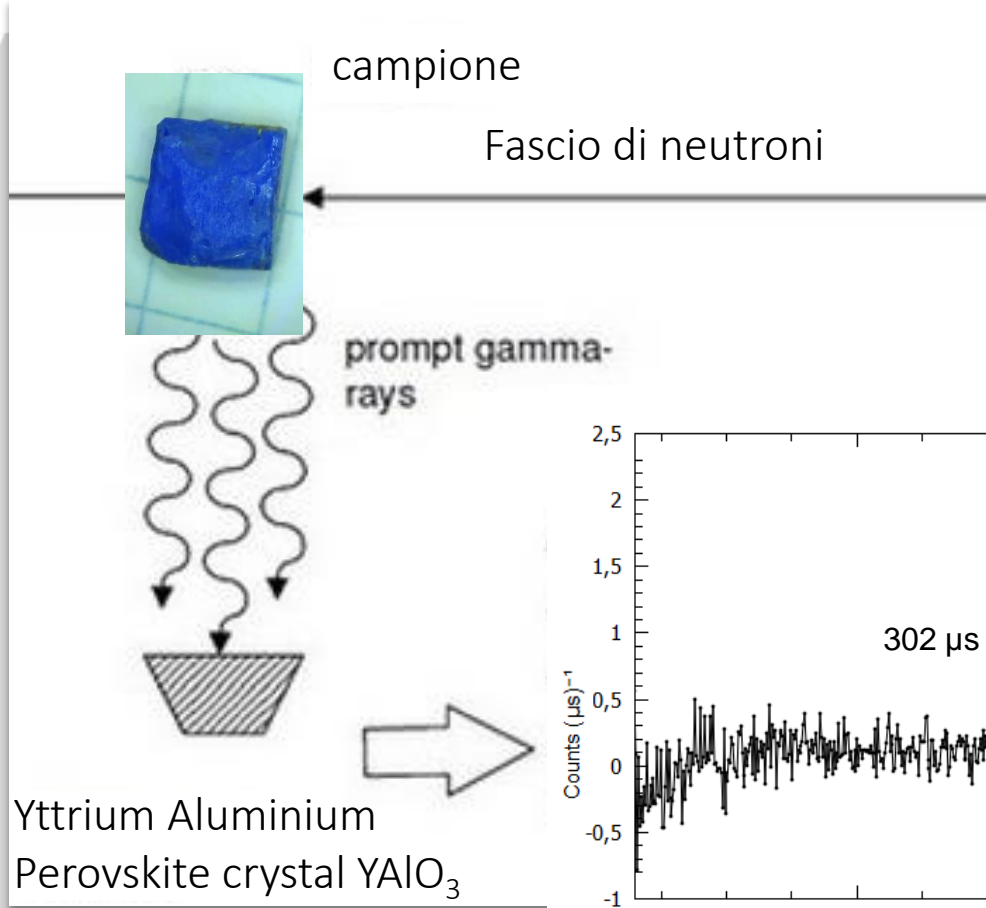 campione
Fascio di neutroni
prompt gamma-
rays
2,5
2
1,5
1
302 µs
0,5
0
-0,5
-1
Counts (µs)⁻¹
Yttrium Aluminium
Perovskite crystal YAlO₃